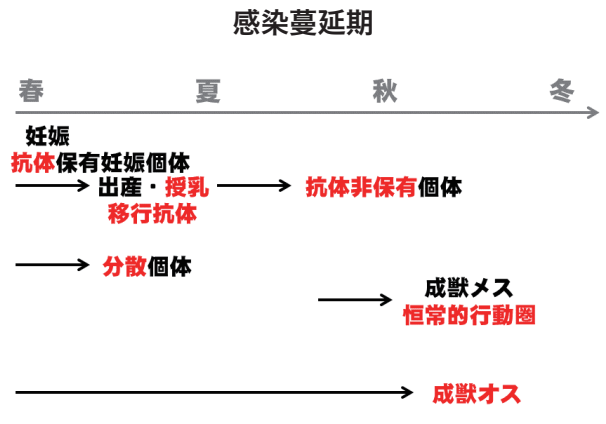 感染蔓延期
春 夏 秋 冬
妊娠
抗体保有妊娠個体
出産・授乳 抗体非保有個体
移行抗体
分散個体
成獣メス
恒常的行動圏
成獣オス